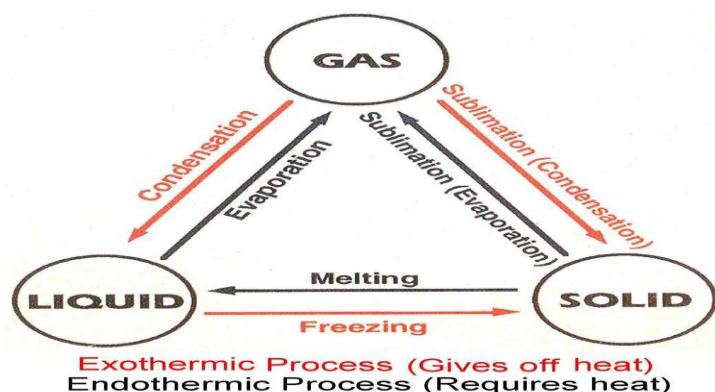 GAS
Condensation
Evaporation
Sublimation (Evaporation)
Sublimation (Condensation)
LIQUID
Melting
Freezing
SOLID
Exothermic Process (Gives off heat)
Endothermic Process (Requires heat)